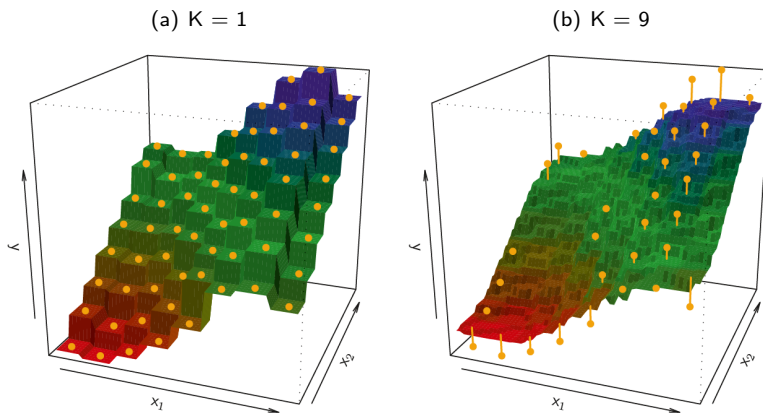 (a) K = 1
(b) K = 9
y
x₁
x₂
y
x₁
x₂